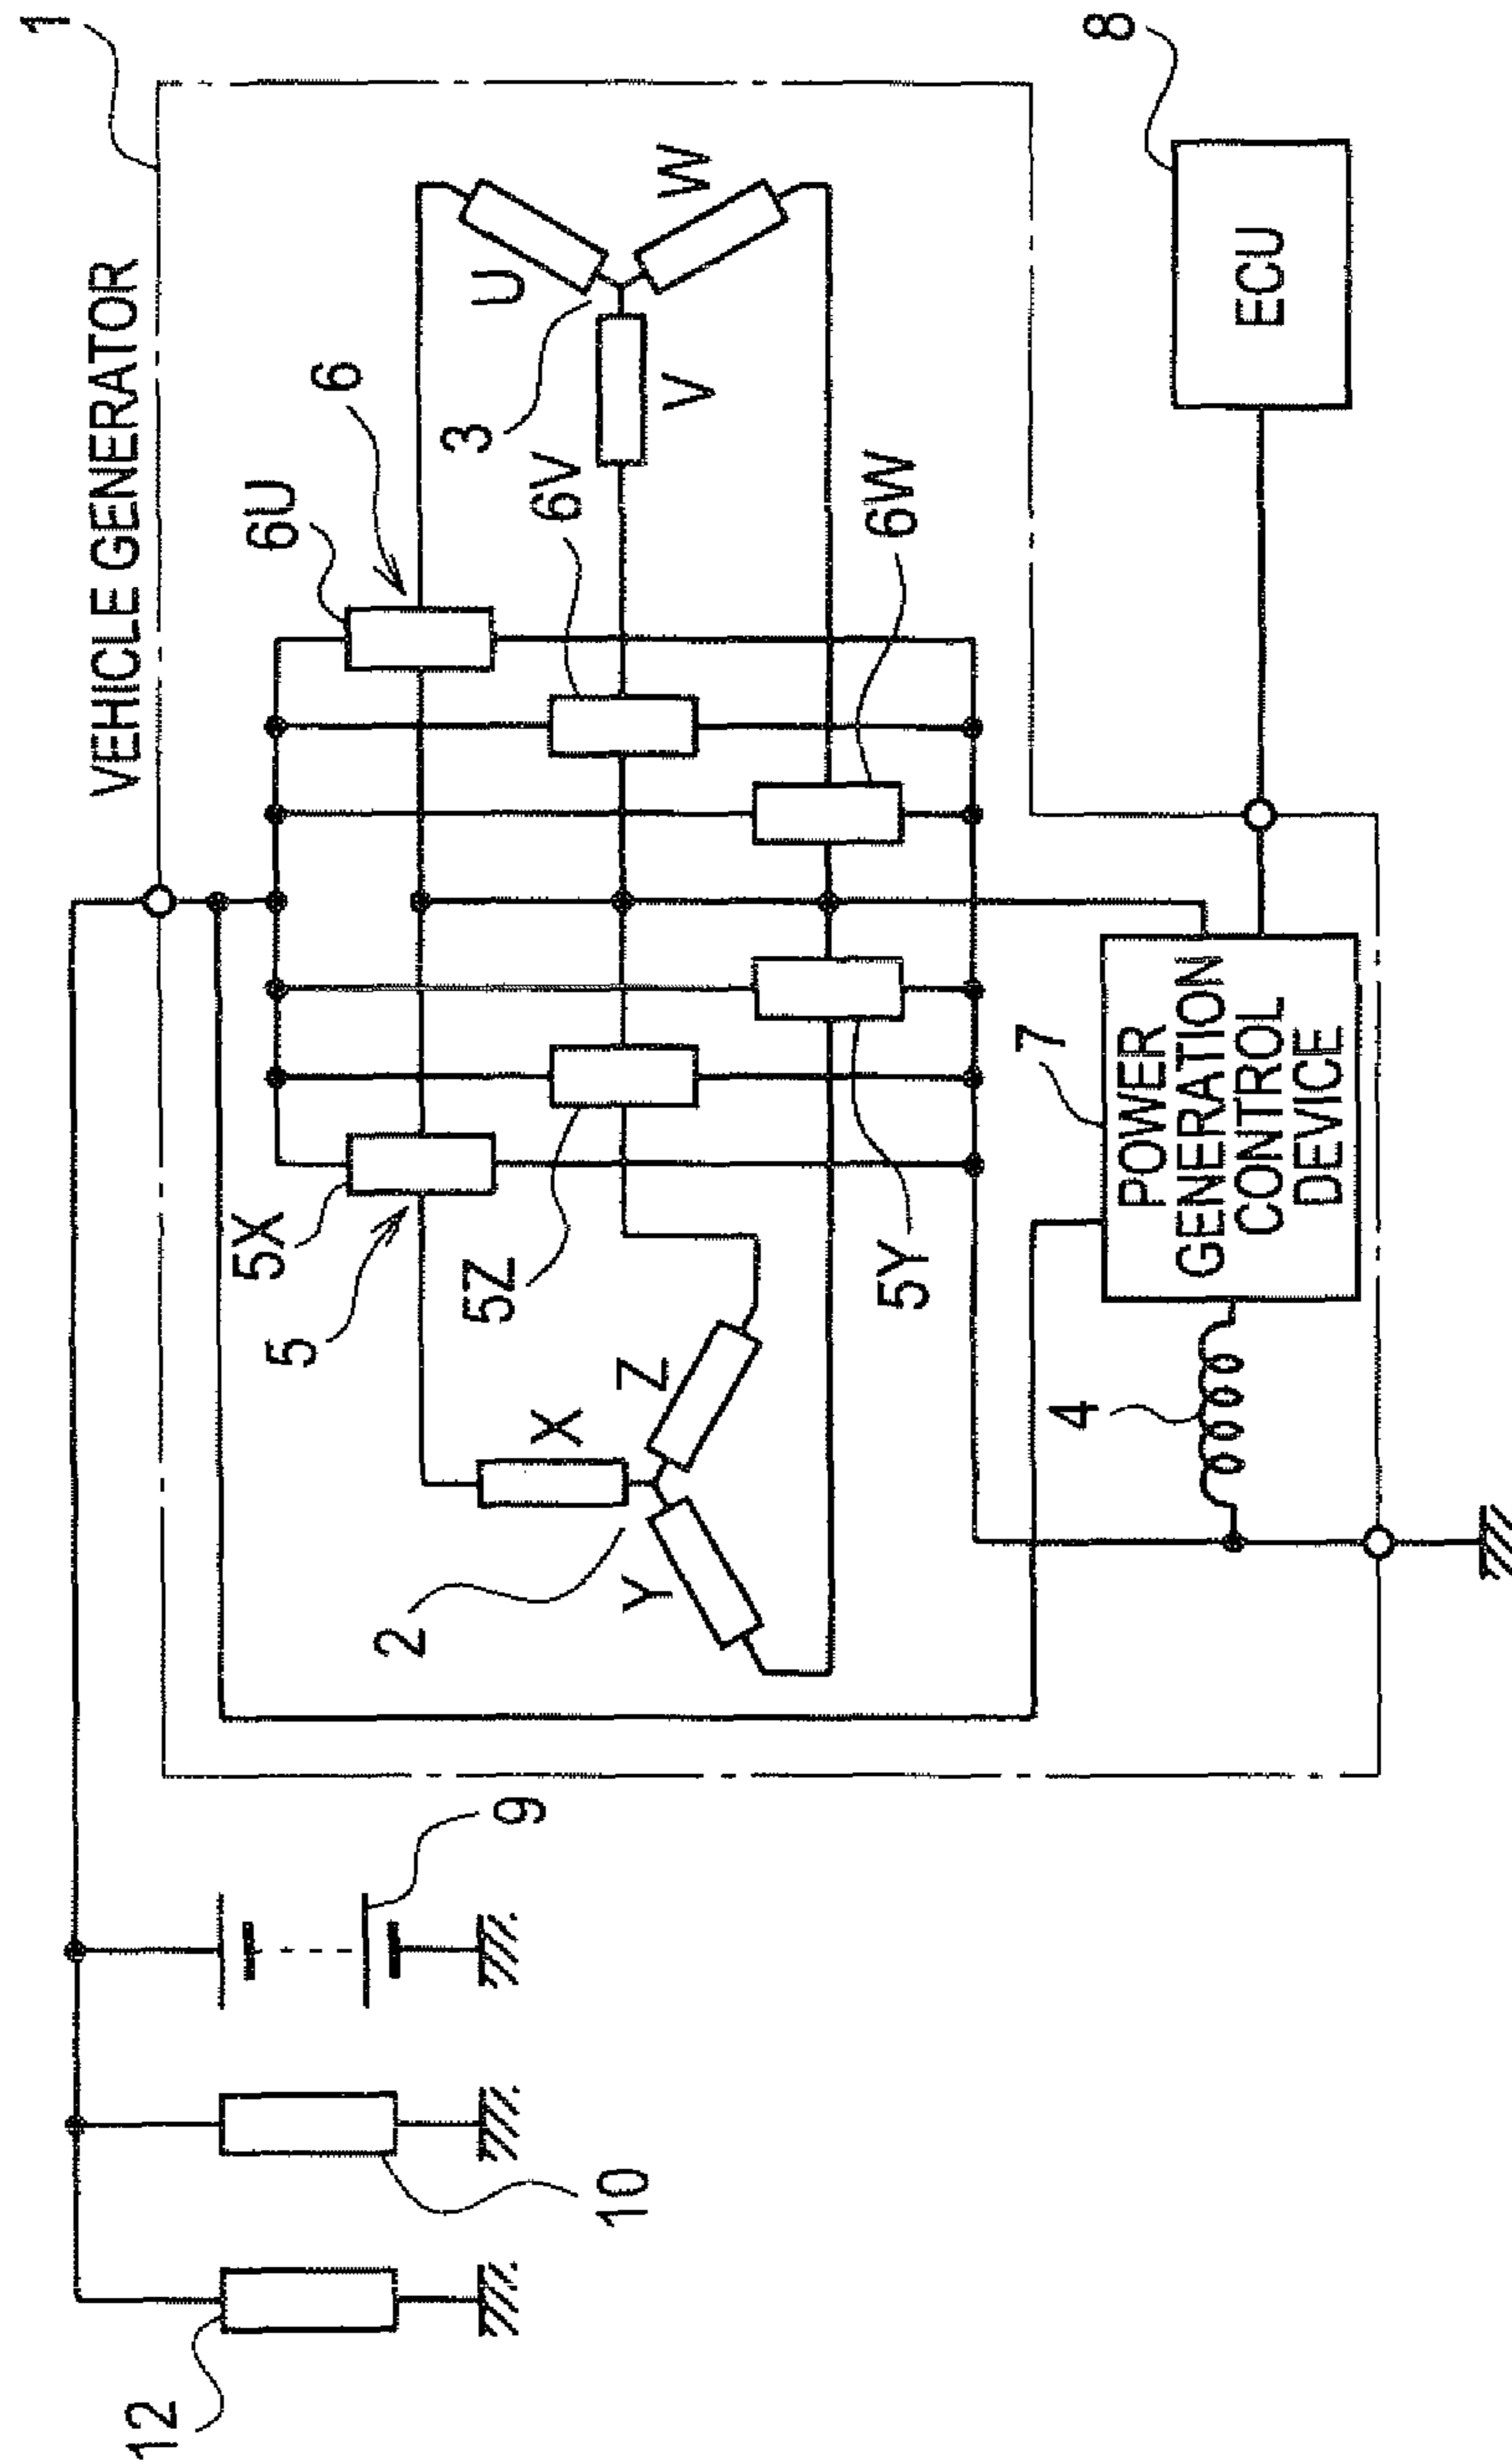 1
VEHICLE GENERATOR
6U
6
6V
3
U
W
V
6W
8
ECU
5X
5
5Z
5Y
7
POWER
GENERATION
CONTROL
DEVICE
4
X
Z
Y
2
9
10
12